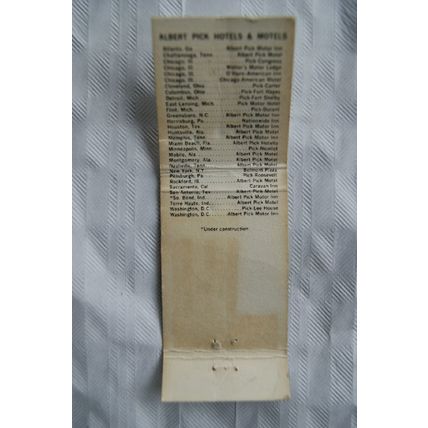 ALBERT PICK HOTELS & MOTELS
Atlanta, Ga. Albert Pick Motor Inn
Chattanooga, Tenn. Albert Pick Motel
Chicago, Ill. Pick Congress
Chicago, Ill. Motor Lodge
Chicago, Ill. O'Hare-American Inn
Chicago, Ill. Chicago-American Motel
Cleveland, Ohio Pick Carter
Columbus, Ohio Pick-Fort Hayes
Detroit, Mich. Pick-Fort Shelby
East Lansing, Mich. Pick Motor Hotel
Flint, Mich. Pick-Durant
Greensboro, N.C. Albert Pick Motor Inn
Harrisburg, Pa. Nationwide Inn
Houston, Tex. Albert Pick Motor Inn
Huntsville, Ala. Albert Pick Motel
Memphis, Tenn. Albert Pick Motor Inn
Miami Beach, Fla. Albert Pick Hotel
Minneapolis, Minn. Pick Nicollet
Mobile, Ala. Albert Pick Motel
Montgomery, Ala. Albert Pick Motel
Nashville, Tenn. Albert Pick Motel
New York, N.Y. Belmont Plaza
Pittsburgh, Pa. Pick Roosevelt
Rockford, Ill. Albert Pick Motel
Sacramento, Cal. Caravan Inn
San Antonio, Tex. Albert Pick Motel
*So. Bend, Ind. Albert Pick Motor Inn
Terre Haute, Ind. Albert Pick Motel
Washington, D.C. Pick-Lee House
Washington, D.C. Albert Pick Motor Inn
*Under construction